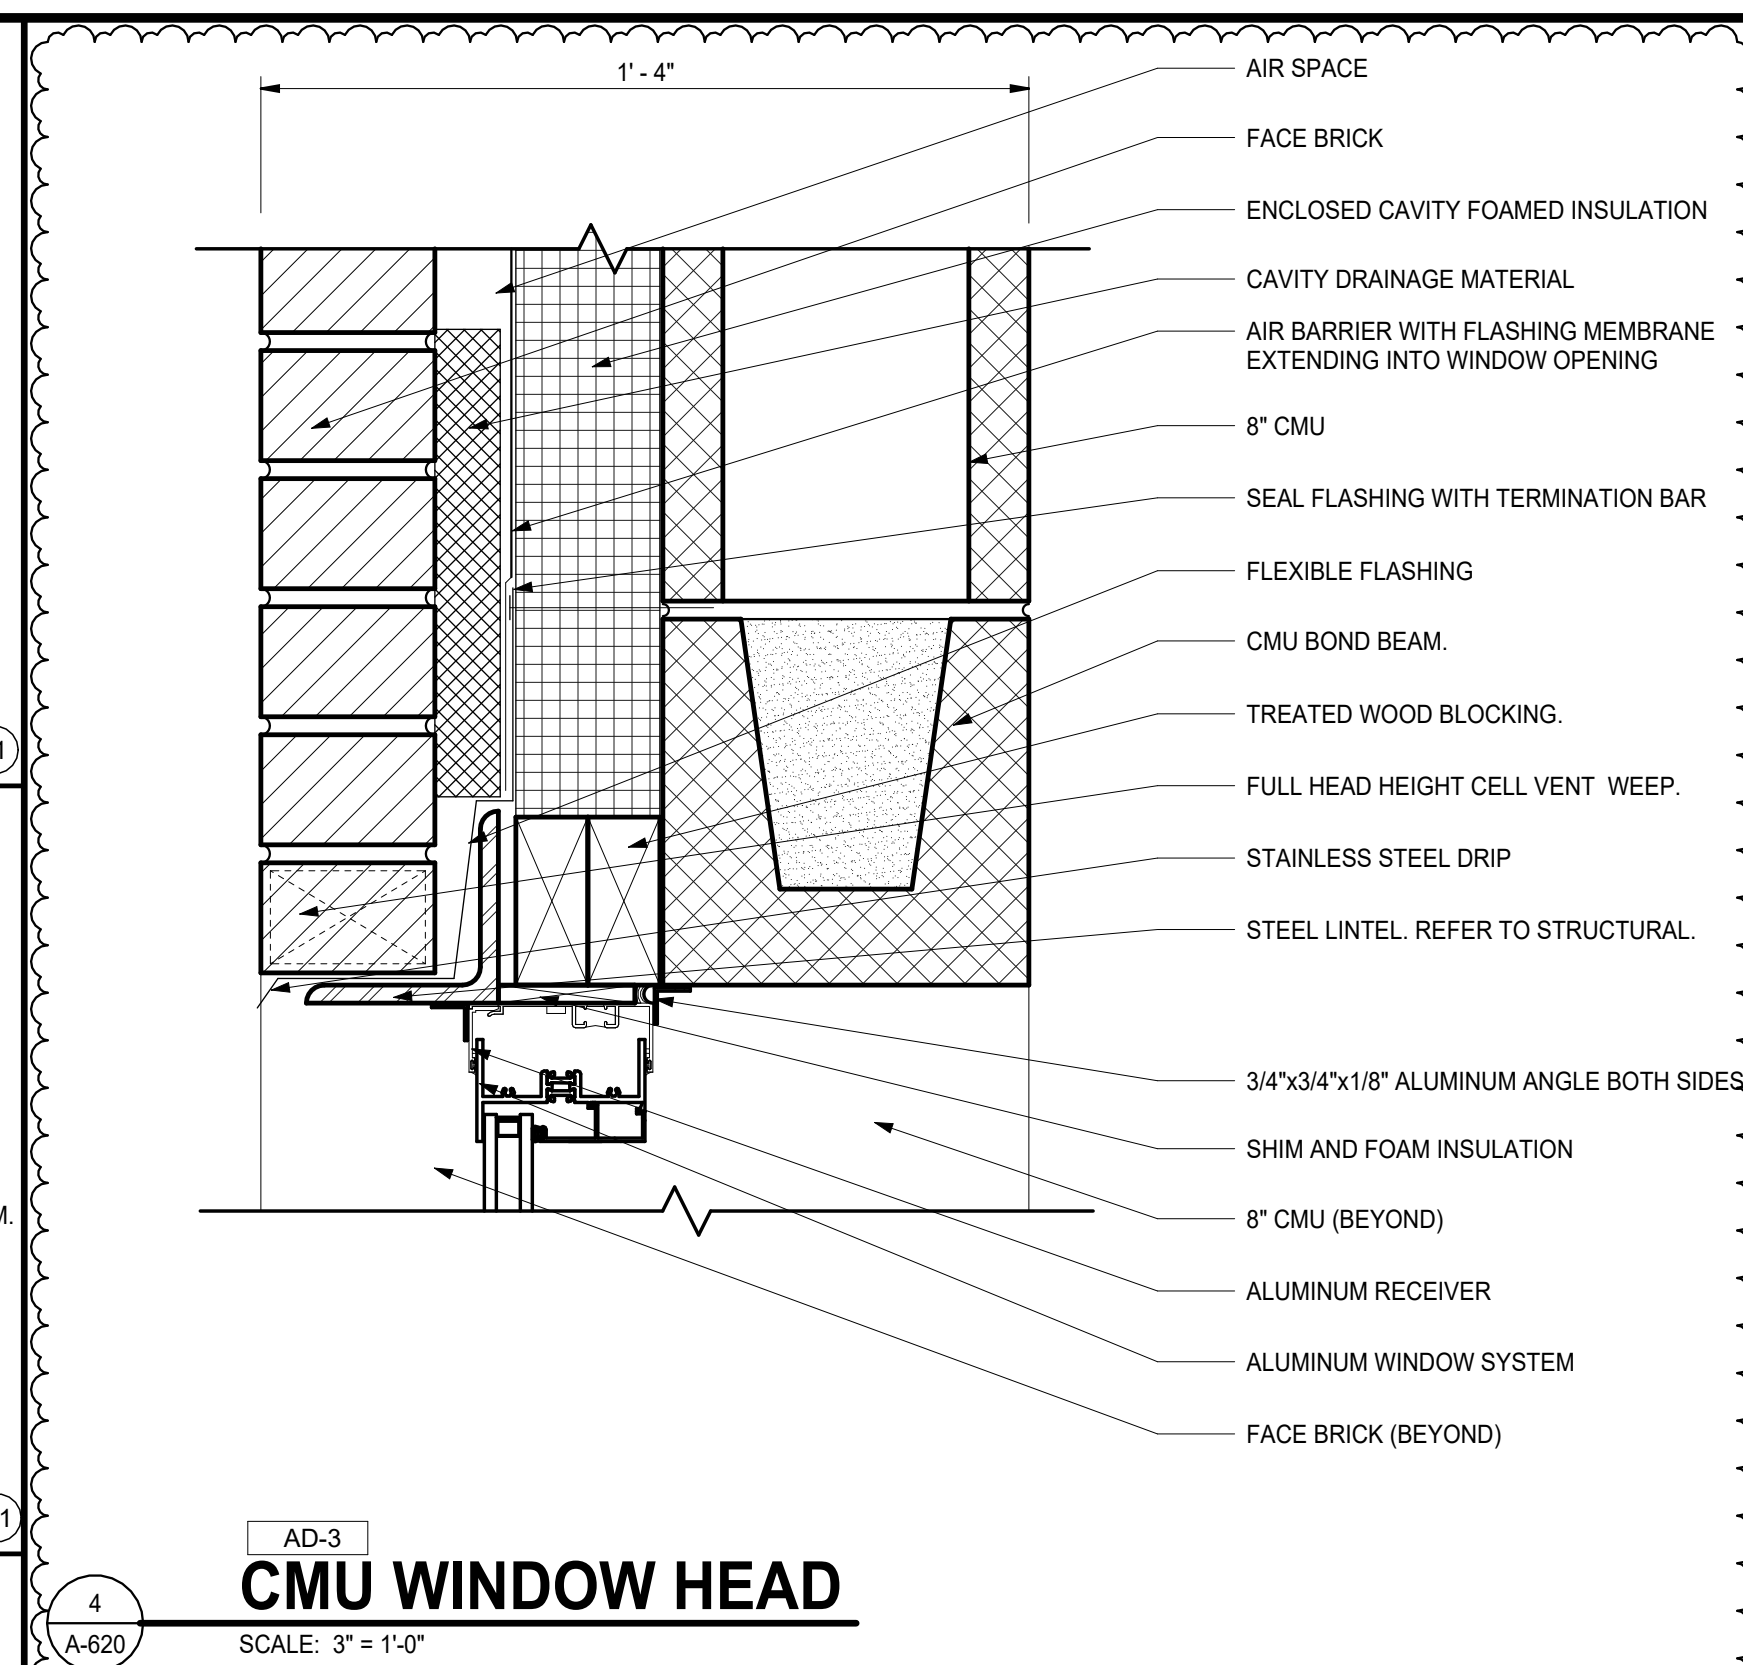 1' - 4"
AIR SPACE
FACE BRICK
ENCLOSED CAVITY FOAMED INSULATION
CAVITY DRAINAGE MATERIAL
AIR BARRIER WITH FLASHING MEMBRANE
EXTENDING INTO WINDOW OPENING
8" CMU
SEAL FLASHING WITH TERMINATION BAR
FLEXIBLE FLASHING
CMU BOND BEAM.
TREATED WOOD BLOCKING.
FULL HEAD HEIGHT CELL VENT  WEEP.
STAINLESS STEEL DRIP
STEEL LINTEL. REFER TO STRUCTURAL.
3/4"x3/4"x1/8" ALUMINUM ANGLE BOTH SIDES
SHIM AND FOAM INSULATION
8" CMU (BEYOND)
ALUMINUM RECEIVER
ALUMINUM WINDOW SYSTEM
FACE BRICK (BEYOND)
1
M.
1
AD-3
CMU WINDOW HEAD
4
A-620
SCALE:  3" = 1'-0"